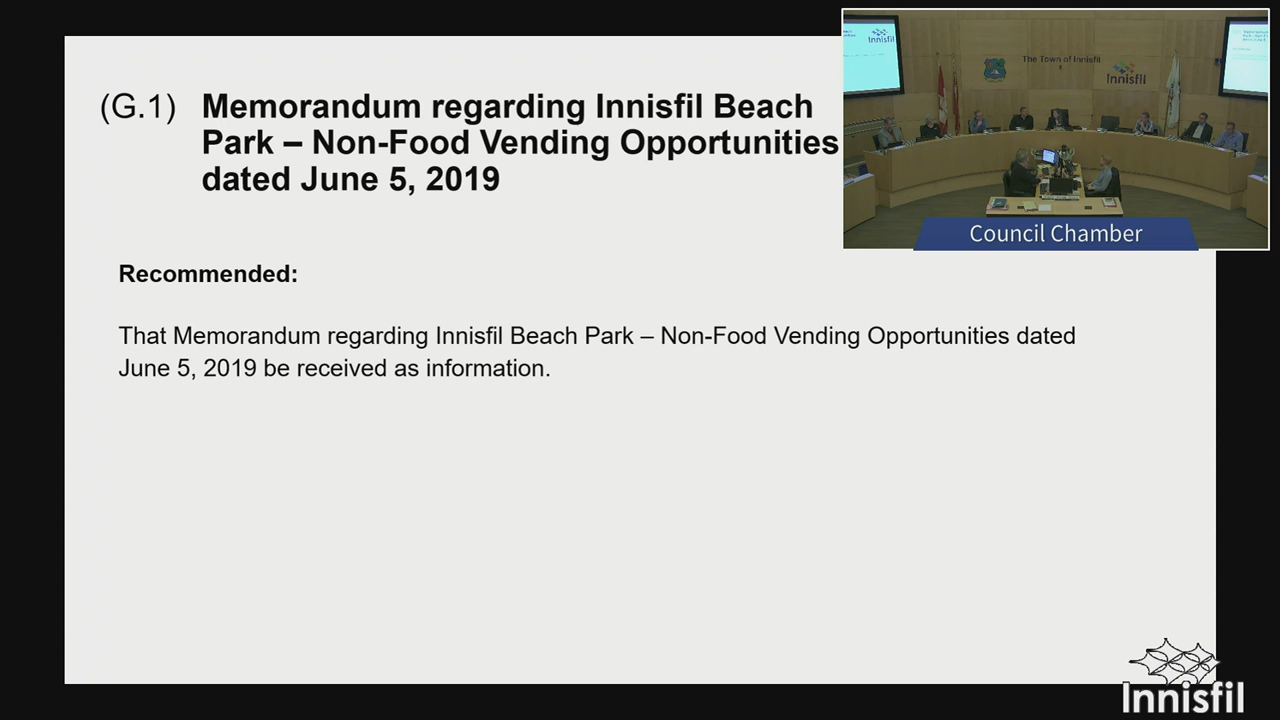 (G.1) Memorandum regarding Innisfil Beach
Park – Non-Food Vending Opportunities
dated June 5, 2019
Recommended:
That Memorandum regarding Innisfil Beach Park – Non-Food Vending Opportunities dated
June 5, 2019 be received as information.
Innisfil
The Town of Innisfil
Innisfil
Council Chamber
Innisfil